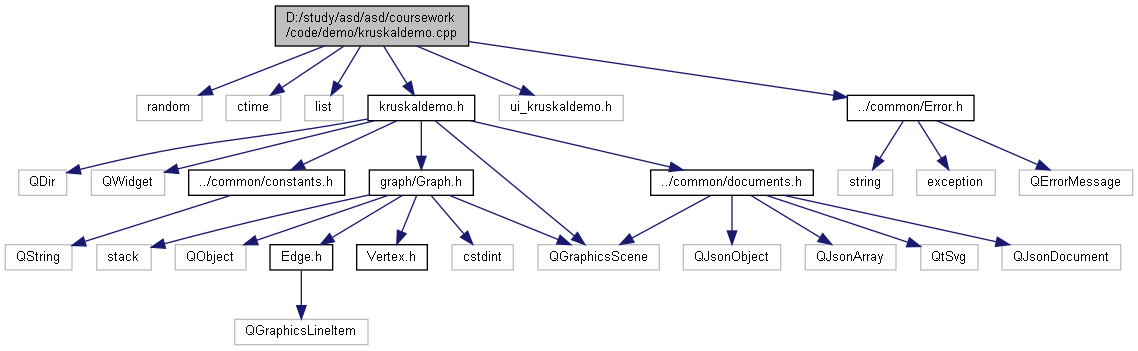 D:/study/asd/asd/coursework
/code/demo/kruskaldemo.cpp
random
ctime
list
kruskaldemo.h
ui_kruskaldemo.h
../common/Error.h
QDir
QWidget
../common/constants.h
graph/Graph.h
../common/documents.h
string
exception
QErrorMessage
QString
stack
QObject
Edge.h
Vertex.h
cstdint
QGraphicsScene
QJsonObject
QJsonArray
QtSvg
QJsonDocument
QGraphicsLineItem